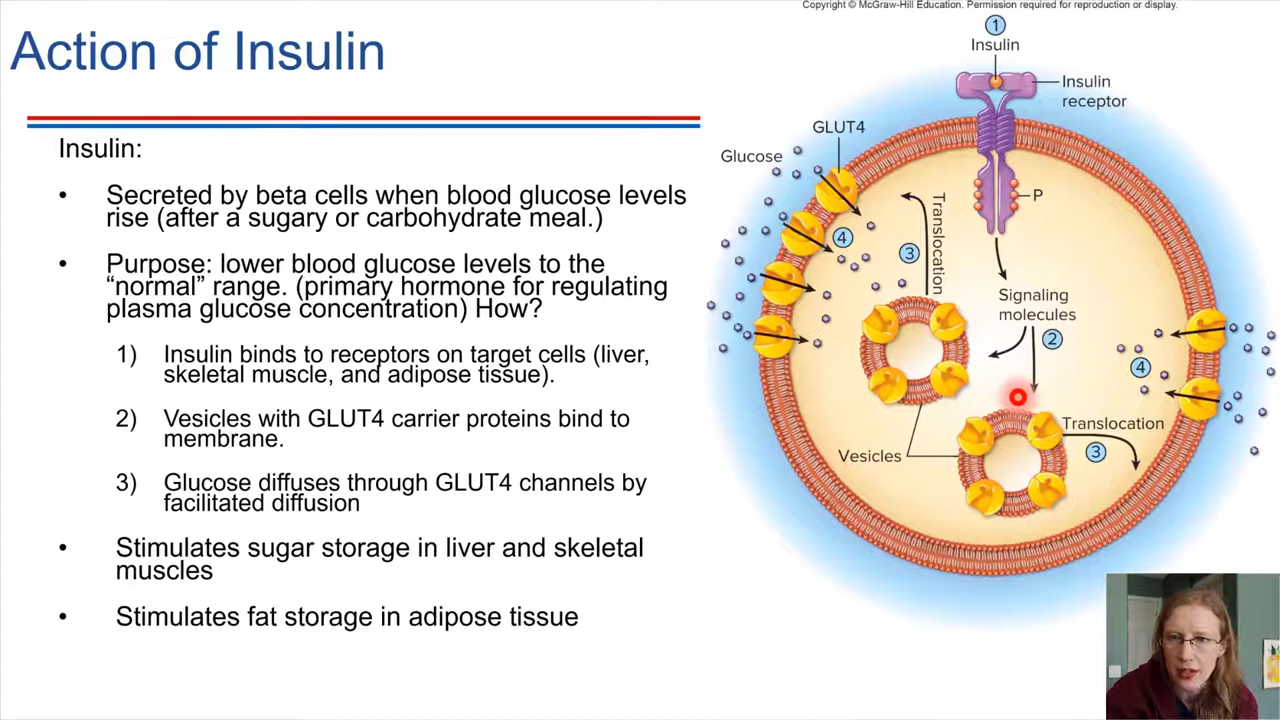 Copyright © McGraw-Hill Education. Permission required for reproduction or display.
Action of Insulin
Insulin:
• Secreted by beta cells when blood glucose levels
rise (after a sugary or carbohydrate meal.)
• Purpose: lower blood glucose levels to the
“normal” range. (primary hormone for regulating
plasma glucose concentration) How?
1) Insulin binds to receptors on target cells (liver,
skeletal muscle, and adipose tissue).
2) Vesicles with GLUT4 carrier proteins bind to
membrane.
3) Glucose diffuses through GLUT4 channels by
facilitated diffusion
• Stimulates sugar storage in liver and skeletal
muscles
• Stimulates fat storage in adipose tissue
1
Insulin
Insulin
receptor
GLUT4
Glucose
P
4
3
Translocation
Signaling
molecules
2
4
Translocation
3
Vesicles